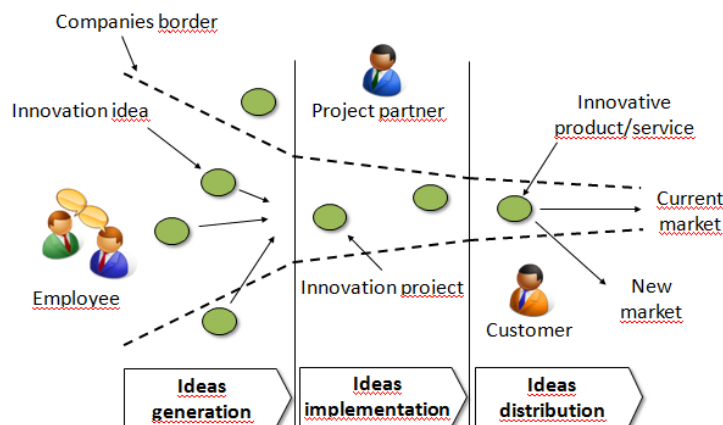 Companies border
Innovation idea
Employee
Project partner
Innovation project
Innovative
product/service
Current
market
New
market
Customer
Ideas
generation
Ideas
implementation
Ideas
distribution